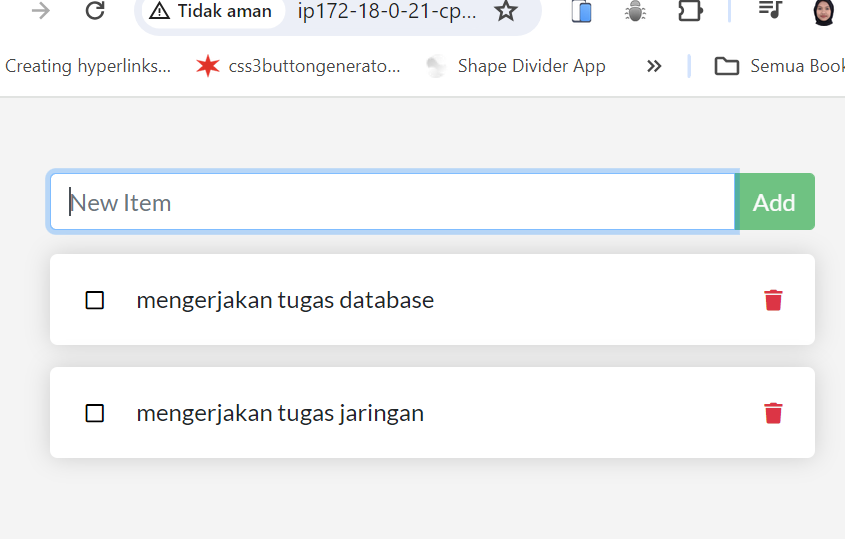 Tidak aman ip172-18-0-21-cp...
Creating hyperlinks... css3buttongenerato... Shape Divider App » Semua Book
New Item Add
mengerjakan tugas database
mengerjakan tugas jaringan